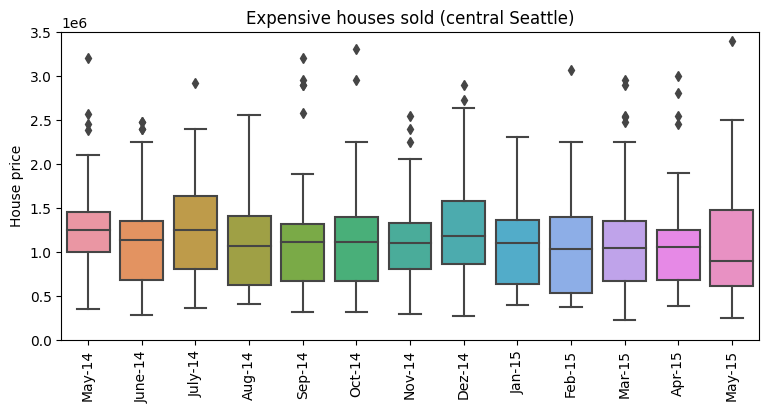 Expensive houses sold (central Seattle)
1e6
3.5
3.0
2.5
2.0
1.5
1.0
0.5
0.0
House price
May-14
June-14
July-14
Aug-14
Sep-14
Oct-14
Nov-14
Dez-14
Jan-15
Feb-15
Mar-15
Apr-15
May-15